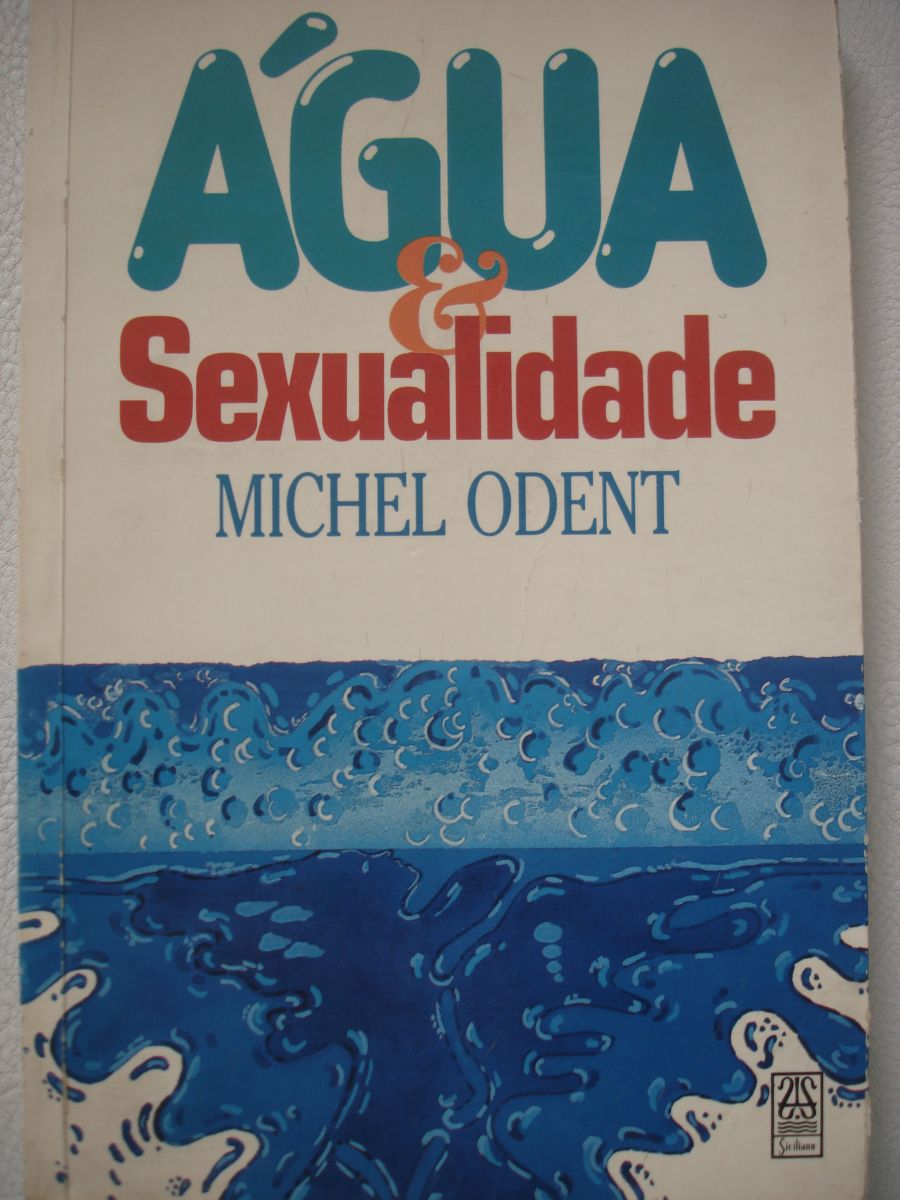 ÁGUA
&
Sexualidade
MICHEL ODENT
Siciliano